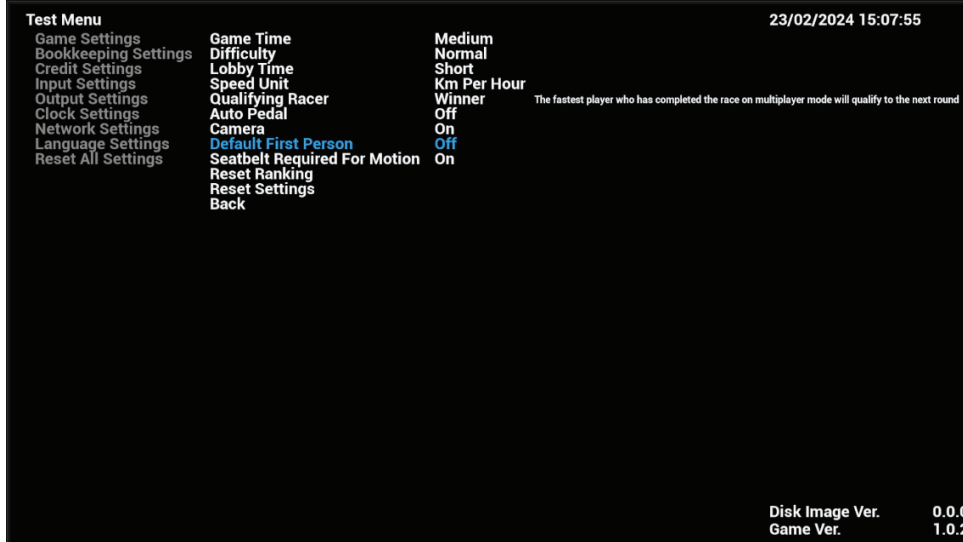 Test Menu 23/02/2024 15:07:55
Game Settings Game Time Medium
Bookkeeping Settings Difficulty Normal
Credit Settings Lobby Time Short
Input Settings Speed Unit Km Per Hour
Output Settings Qualifying Racer Winner The fastest player who has completed the race on multiplayer mode will qualify to the next round
Clock Settings Auto Pedal Off
Network Settings Camera On
Language Settings Default First Person Off
Reset All Settings Seatbelt Required For Motion On
Reset Ranking
Reset Settings
Back
Disk Image Ver. 0.0.
Game Ver. 1.0.